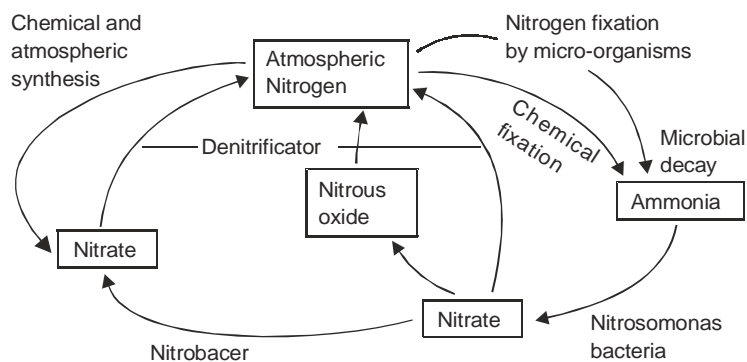 Chemical and
atmospheric
synthesis
Atmospheric
Nitrogen
Nitrogen fixation
by micro-organisms
Chemical
fixation
Microbial
decay
Denitrificator
Nitrous
oxide
Ammonia
Nitrate
Nitrate
Nitrosomonas
bacteria
Nitrobacer